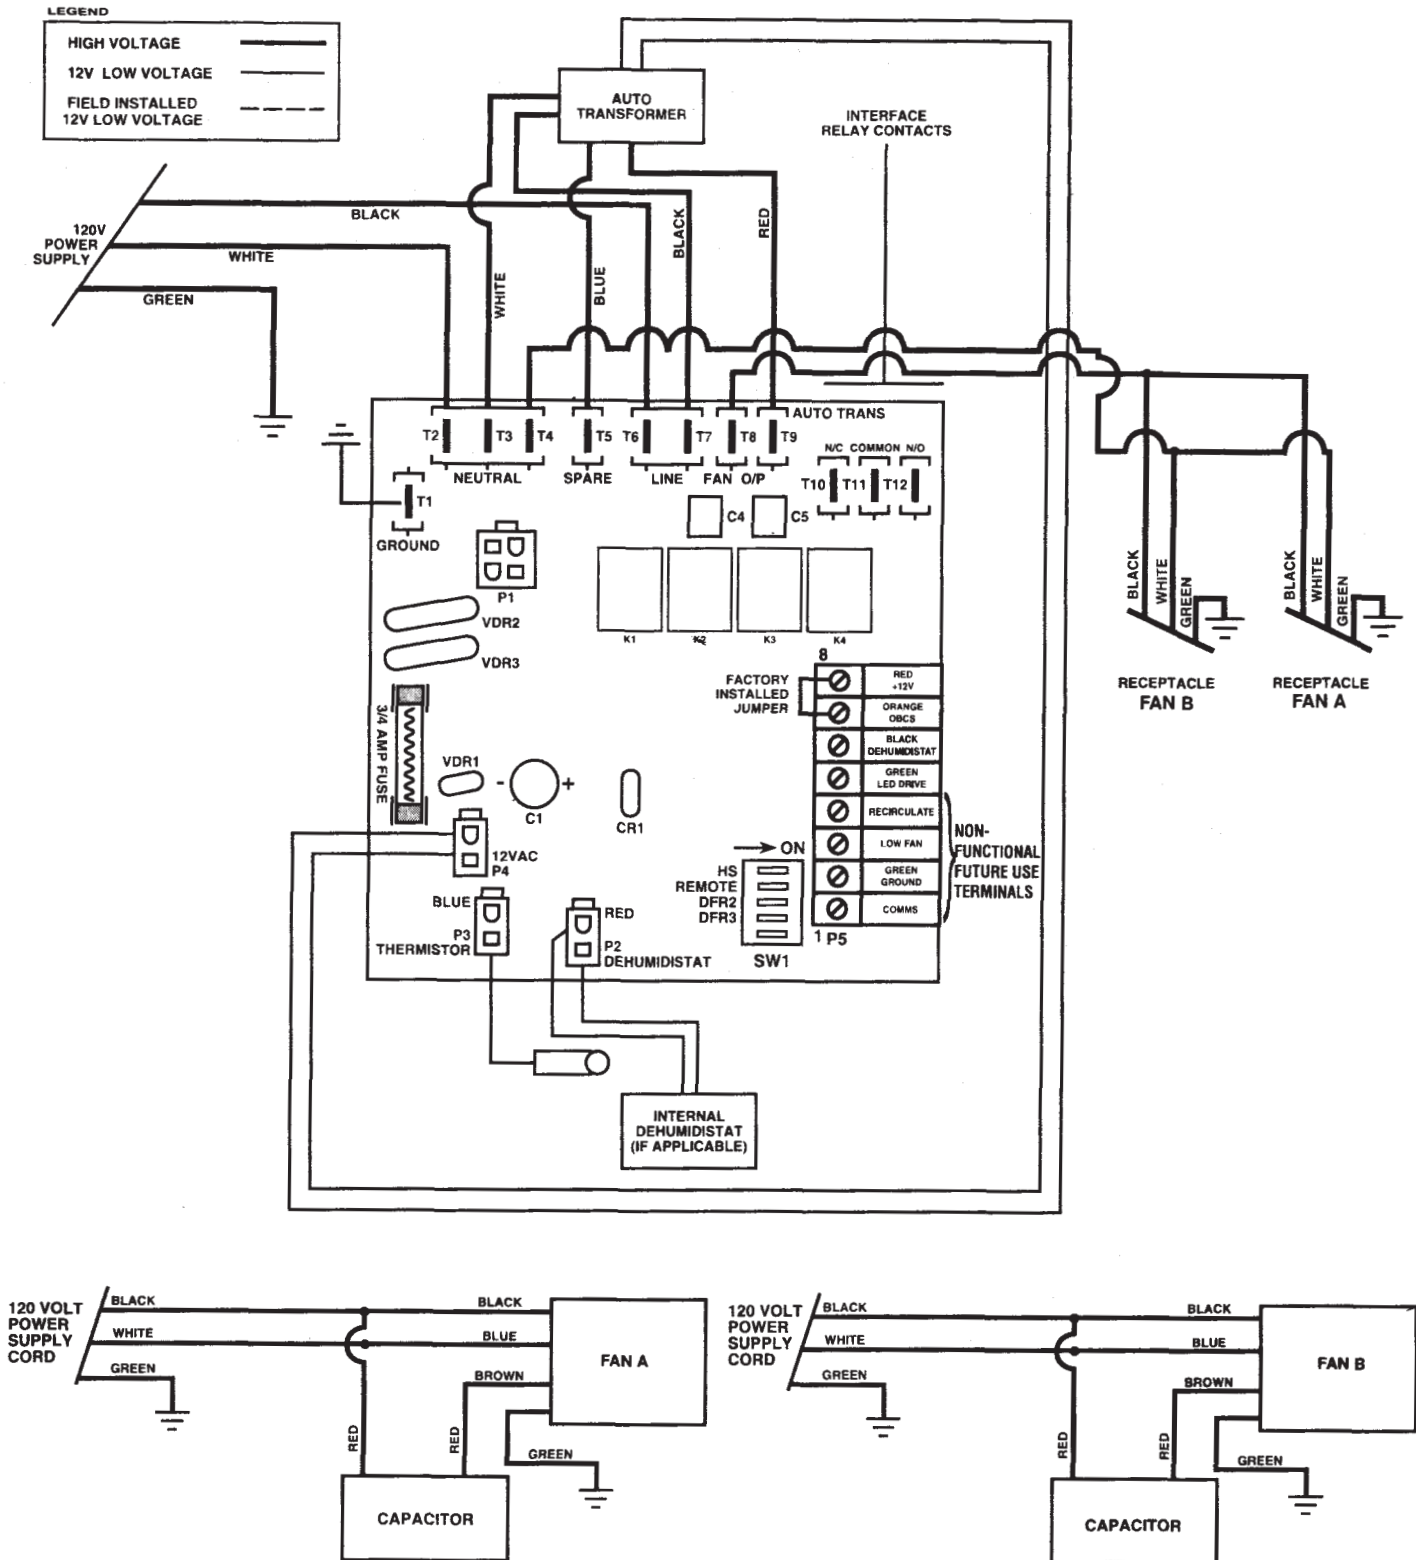 LEGEND
HIGH VOLTAGE
12V LOW VOLTAGE
FIELD INSTALLED
12V LOW VOLTAGE
AUTO
TRANSFORMER
INTERFACE
RELAY CONTACTS
120V
POWER
SUPPLY
BLACK
WHITE
GREEN
WHITE
BLUE
BLACK
RED
AUTO TRANS
T2
T3
T4
T5
T6
T7
T8
T9
NEUTRAL
SPARE
LINE
FAN O/P
N/C COMMON N/O
T10
T11
T12
T1
GROUND
C4
C5
P1
K1
K2
K3
K4
VDR2
VDR3
3/4 AMP FUSE
VDR1
- +
C1
CR1
FACTORY
INSTALLED
JUMPER
8
RED
+12V
ORANGE
OBCS
BLACK
DEHUMIDISTAT
GREEN
LED DRIVE
RECIRCULATE
LOW FAN
GREEN
GROUND
COMMS
1 P5
NON-
FUNCTIONAL
FUTURE USE
TERMINALS
12VAC
P4
BLUE
P3
THERMISTOR
RED
P2
DEHUMIDISTAT
ON
HS
REMOTE
DFR2
DFR3
SW1
INTERNAL
DEHUMIDISTAT
(IF APPLICABLE)
BLACK
WHITE
GREEN
RECEPTACLE
FAN B
BLACK
WHITE
GREEN
RECEPTACLE
FAN A
120 VOLT
POWER
SUPPLY
CORD
BLACK
WHITE
GREEN
BLACK
BLUE
BROWN
GREEN
RED
RED
FAN A
CAPACITOR
120 VOLT
POWER
SUPPLY
CORD
BLACK
WHITE
GREEN
BLACK
BLUE
BROWN
GREEN
RED
RED
FAN B
CAPACITOR